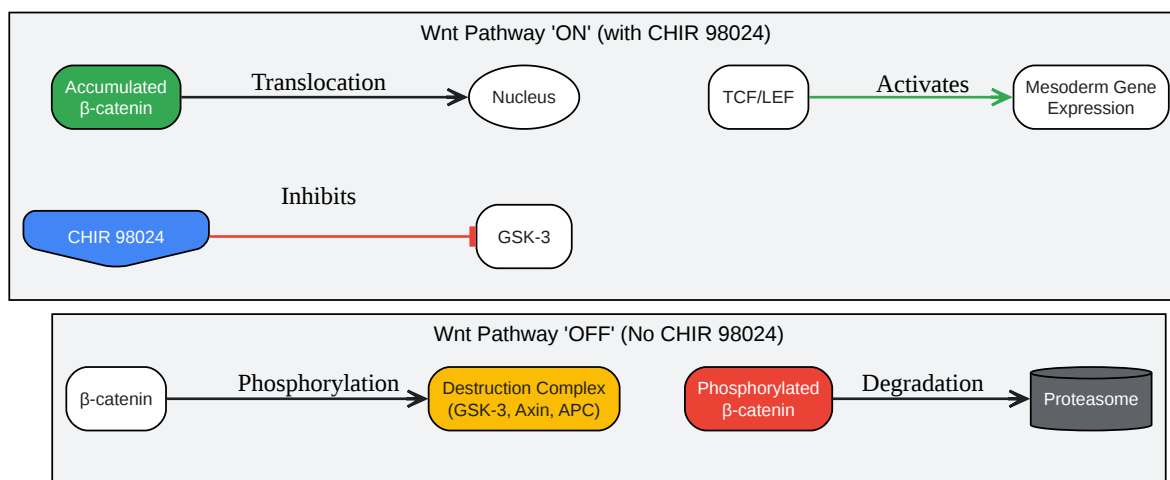 Wnt Pathway 'ON' (with CHIR 98024)
Accumulated
β-catenin
Translocation
Nucleus
TCF/LEF
Activates
Mesoderm Gene
Expression
CHIR 98024
Inhibits
GSK-3
Wnt Pathway 'OFF' (No CHIR 98024)
β-catenin
Phosphorylation
Destruction Complex
(GSK-3, Axin, APC)
Phosphorylated
β-catenin
Degradation
Proteasome